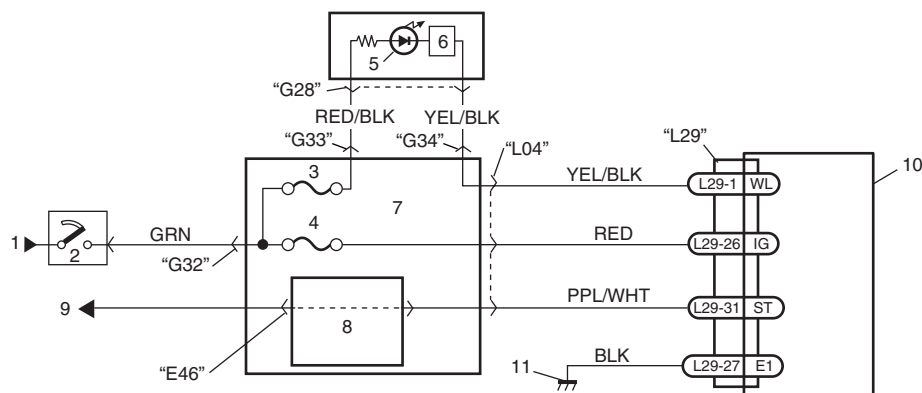 6
5
“G28”
RED/BLK YEL/BLK
“G33” “G34” “L04” “L29”
3 10
YEL/BLK L29-1 WL
7
4
1 2 GRN RED L29-26 IG
“G32”
9 PPL/WHT L29-31 ST
8
“E46” 11 BLK L29-27 E1